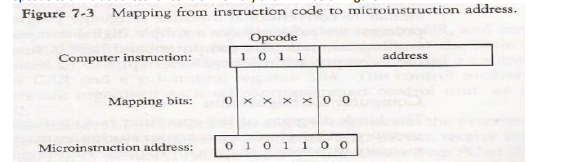 Figure 7-3 Mapping from instruction code to microinstruction address.
Opcode
Computer instruction: 1 0 1 1 address
Mapping bits: 0 × × × × 0 0
Microinstruction address: 0 1 0 1 1 0 0